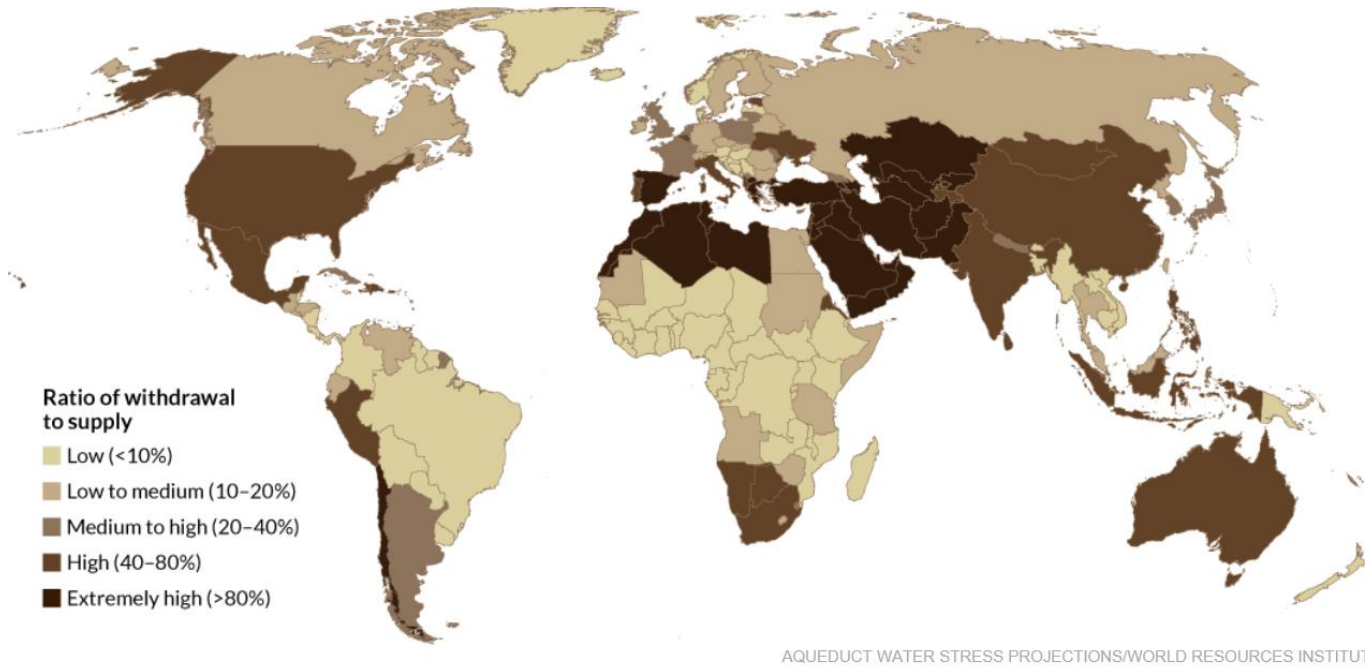 Ratio of withdrawal
to supply
Low (<10%)
Low to medium (10–20%)
Medium to high (20–40%)
High (40–80%)
Extremely high (>80%)
AQUEDUCT WATER STRESS PROJECTIONS/WORLD RESOURCES INSTITUT